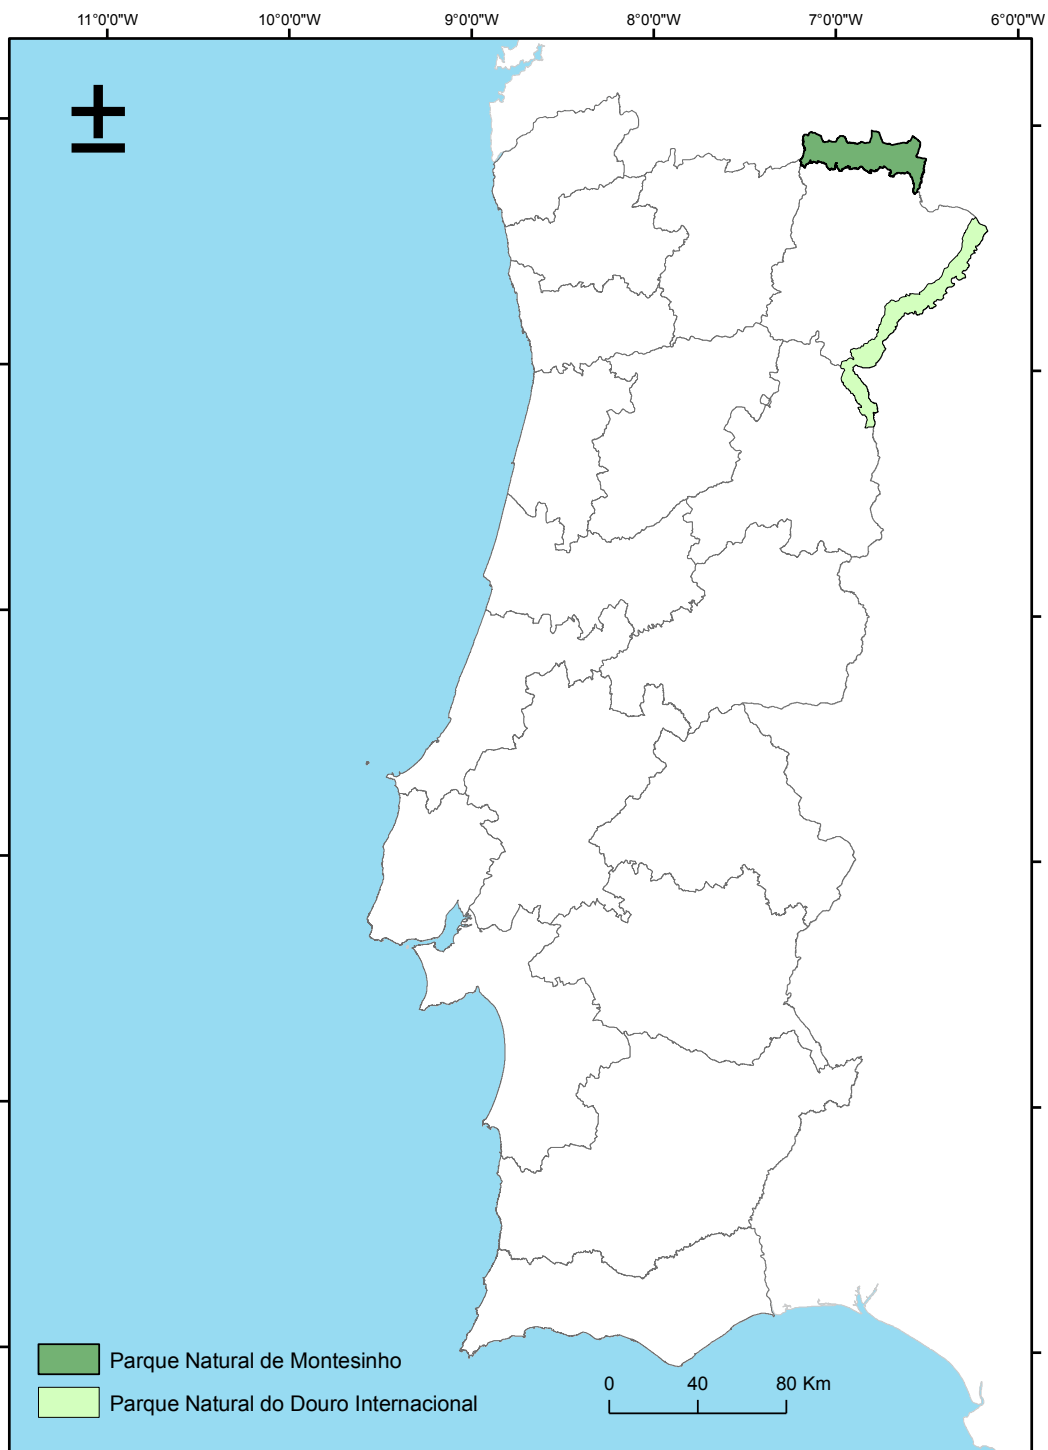 11°0'0"W 10°0'0"W 9°0'0"W 8°0'0"W 7°0'0"W 6°0'0"W
Parque Natural de Montesinho
Parque Natural do Douro Internacional
0 40 80 Km